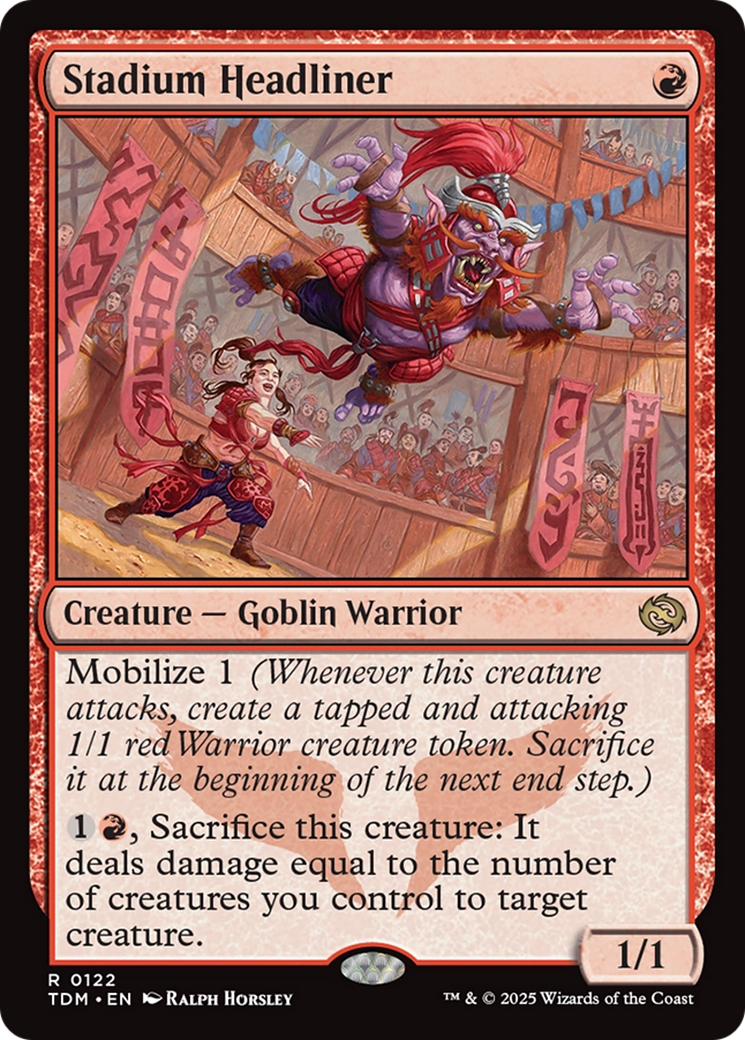 Stadium Headliner
Creature — Goblin Warrior
Mobilize 1 (Whenever this creature
attacks, create a tapped and attacking
1/1 red Warrior creature token. Sacrifice
it at the beginning of the next end step.)
1, Sacrifice this creature: It
deals damage equal to the number
of creatures you control to target
creature.
1/1
R 0122
TDM • EN Ralph Horsley
™ & © 2025 Wizards of the Coast